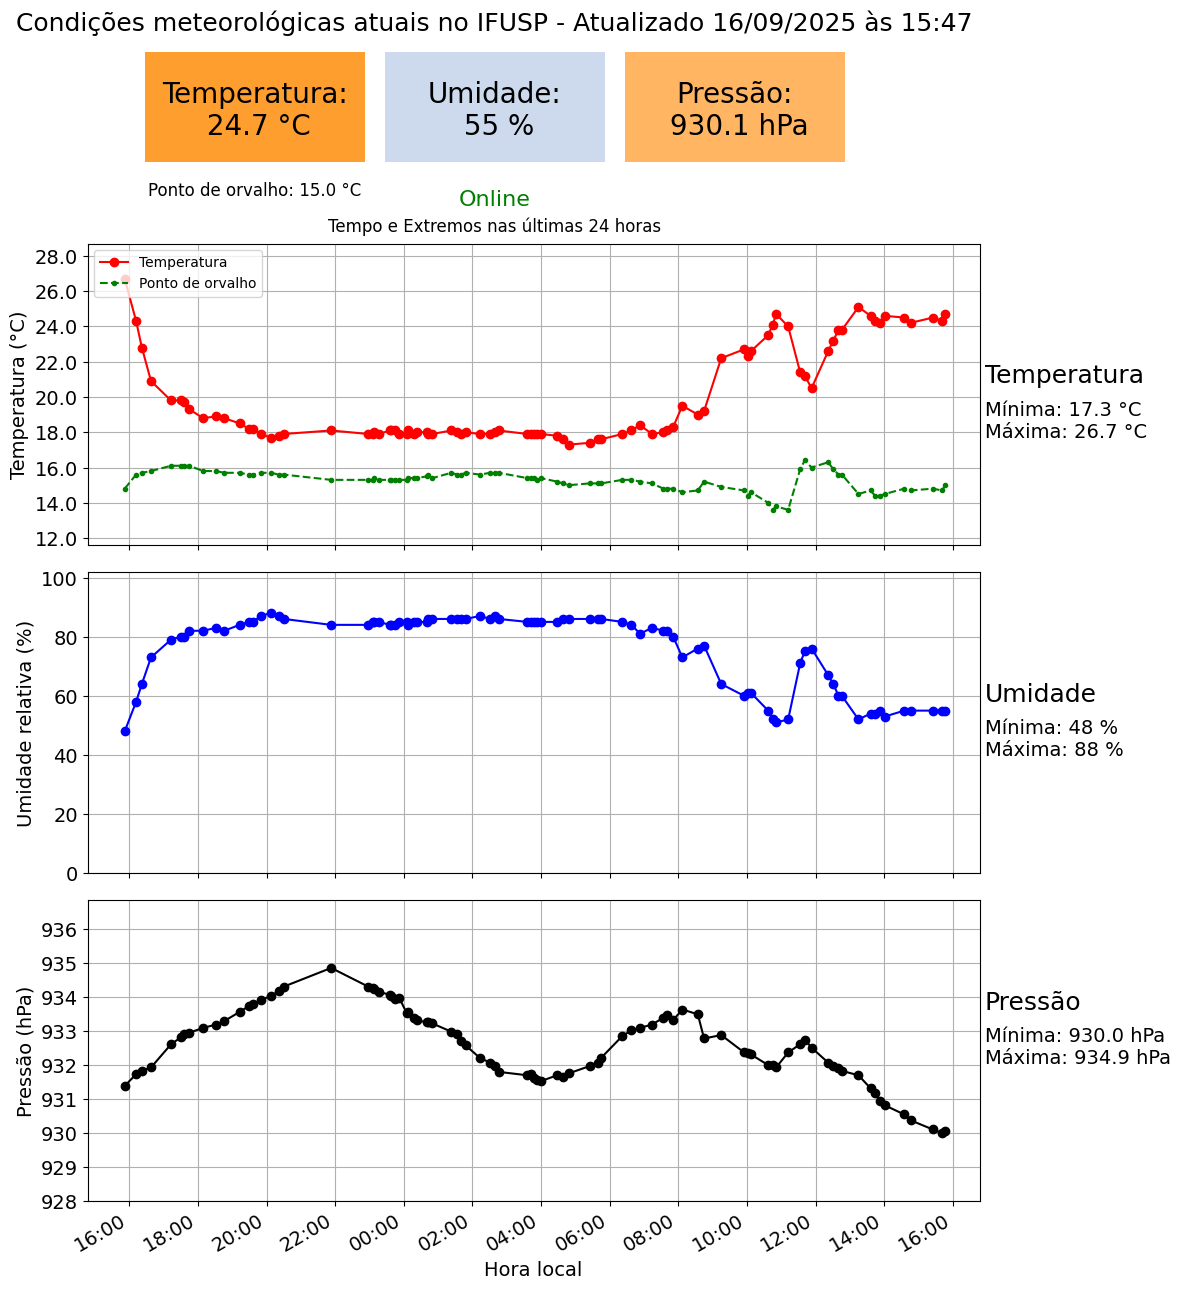 Condições meteorológicas atuais no IFUSP - Atualizado 16/09/2025 às 15:47
Temperatura:
24.7 °C
Umidade:
55 %
Pressão:
930.1 hPa
Ponto de orvalho: 15.0 °C
Online
Tempo e Extremos nas últimas 24 horas
Temperatura
Ponto de orvalho
Temperatura (°C)
28.0
26.0
24.0
22.0
20.0
18.0
16.0
14.0
12.0
Temperatura
Mínima: 17.3 °C
Máxima: 26.7 °C
Umidade relativa (%)
100
80
60
40
20
0
Umidade
Mínima: 48 %
Máxima: 88 %
Pressão (hPa)
936
935
934
933
932
931
930
929
928
Pressão
Mínima: 930.0 hPa
Máxima: 934.9 hPa
16:00 18:00 20:00 22:00 00:00 02:00 04:00 06:00 08:00 10:00 12:00 14:00 16:00
Hora local